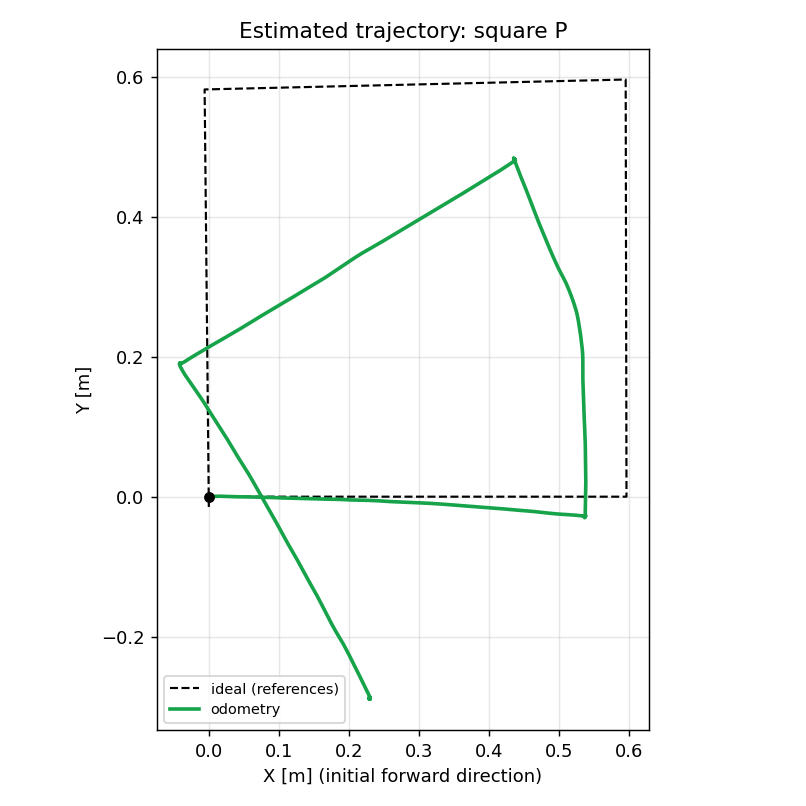 Estimated trajectory: square P
0.6
0.4
0.2
0.0
−0.2
Y [m]
ideal (references)
odometry
0.0 0.1 0.2 0.3 0.4 0.5 0.6
X [m] (initial forward direction)